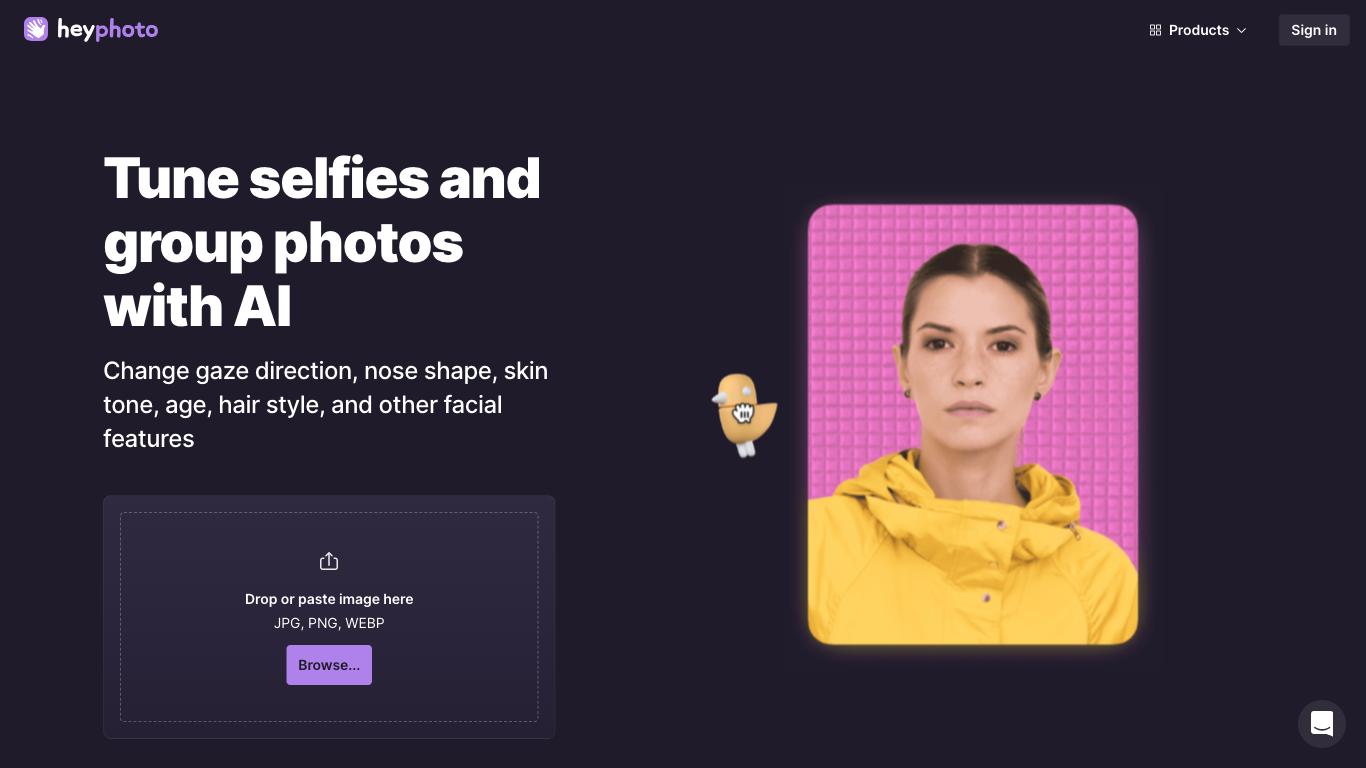 heyphoto
Products
Sign in
Tune selfies and
group photos
with AI
Change gaze direction, nose shape, skin
tone, age, hair style, and other facial
features
Drop or paste image here
JPG, PNG, WEBP
Browse...